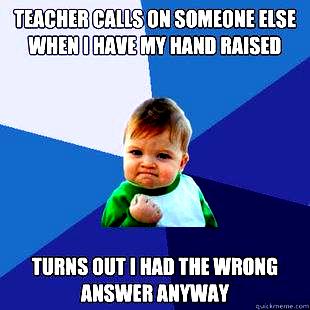 TEACHER CALLS ON SOMEONE ELSE
WHEN I HAVE MY HAND RAISED
TURNS OUT I HAD THE WRONG
ANSWER ANYWAY
quickmeme.com